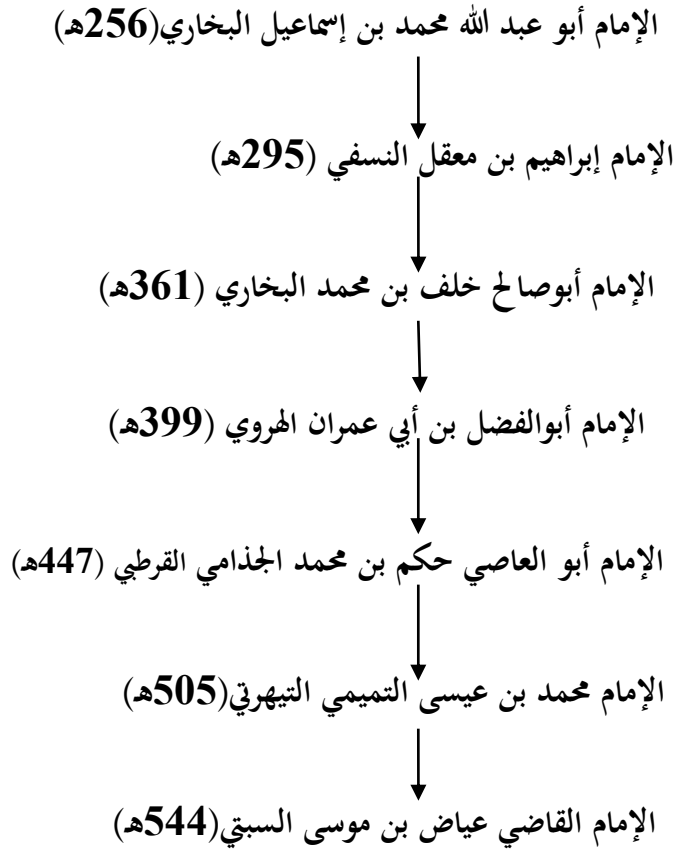 الإمام أبو عبد الله محمد بن إسماعيل البخاري(256هـ)
الإمام إبراهيم بن معقل النسفي (295هـ)
الإمام أبوصالح خلف بن محمد البخاري (361هـ)
الإمام أبوالفضل بن أبي عمران الهروي (399هـ)
الإمام أبو العاصي حكم بن محمد الجذامي القرطبي (447هـ)
الإمام محمد بن عيسى التميمي التيهرتي(505هـ)
الإمام القاضي عياض بن موسى السبتي(544هـ)